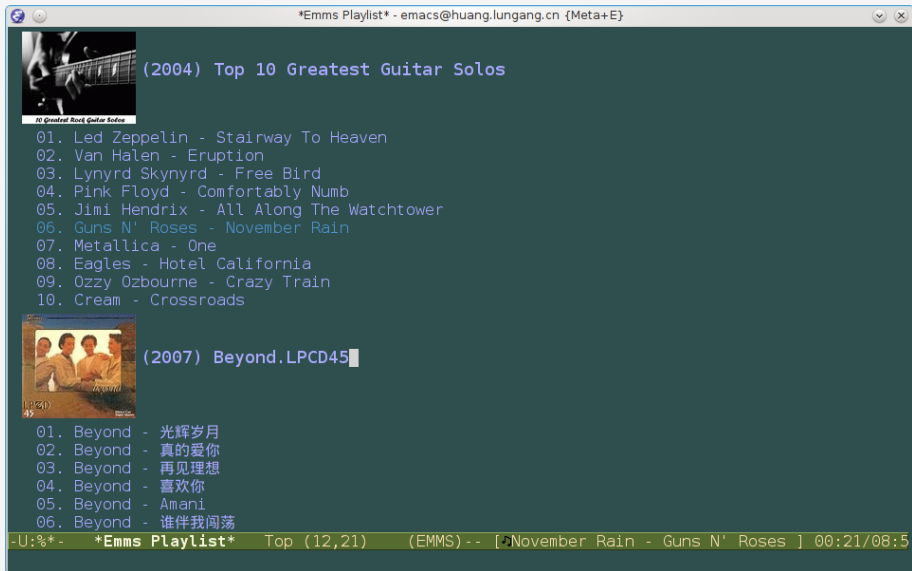 *Emms Playlist* - emacs@huang.lungang.cn {Meta+E}
(2004) Top 10 Greatest Guitar Solos
10 Greatest Rock Guitar Solos
01. Led Zeppelin - Stairway To Heaven
02. Van Halen - Eruption
03. Lynyrd Skynyrd - Free Bird
04. Pink Floyd - Comfortably Numb
05. Jimi Hendrix - All Along The Watchtower
06. Guns N' Roses - November Rain
07. Metallica - One
08. Eagles - Hotel California
09. Ozzy Ozbourne - Crazy Train
10. Cream - Crossroads
(2007) Beyond.LPCD45
beyond
LPCD
45
01. Beyond - 光辉岁月
02. Beyond - 真的爱你
03. Beyond - 再见理想
04. Beyond - 喜欢你
05. Beyond - Amani
06. Beyond - 谁伴我闯荡
-U:%*- *Emms Playlist* Top (12,21) (EMMS)-- [♫November Rain - Guns N' Roses ] 00:21/08:5